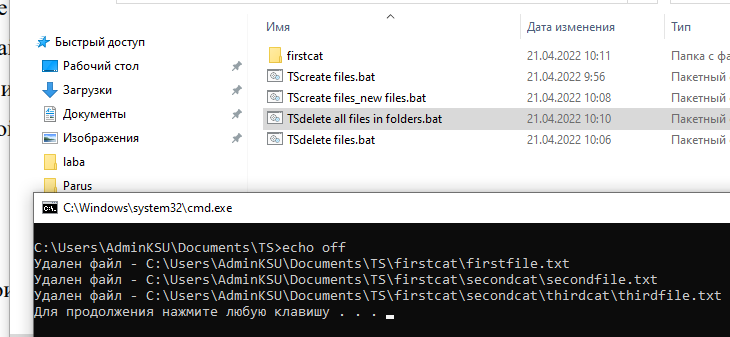 Имя Дата изменения Тип
Быстрый доступ
Рабочий стол
Загрузки
Документы
Изображения
laba
Parus
firstcat 21.04.2022 10:11 Папка с фа
TScreate files.bat 21.04.2022 9:56 Пакетный
TScreate files_new files.bat 21.04.2022 10:08 Пакетный
TSdelete all files in folders.bat 21.04.2022 10:10 Пакетный
TSdelete files.bat 21.04.2022 10:06 Пакетный
C:\Windows\system32\cmd.exe
C:\Users\AdminKSU\Documents\TS>echo off
Удален файл - C:\Users\AdminKSU\Documents\TS\firstcat\firstfile.txt
Удален файл - C:\Users\AdminKSU\Documents\TS\firstcat\secondcat\secondfile.txt
Удален файл - C:\Users\AdminKSU\Documents\TS\firstcat\secondcat\thirdcat\thirdfile.txt
Для продолжения нажмите любую клавишу . . .